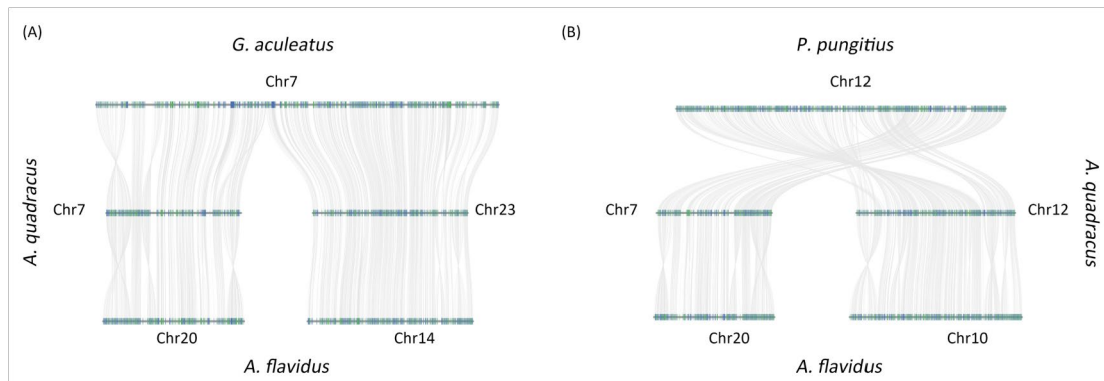 (A)
G. aculeatus
Chr7
A. quadracus
Chr7
Chr23
Chr20
Chr14
A. flavidus
(B)
P. pungitius
Chr12
Chr7
Chr12
A. quadracus
Chr20
Chr10
A. flavidus